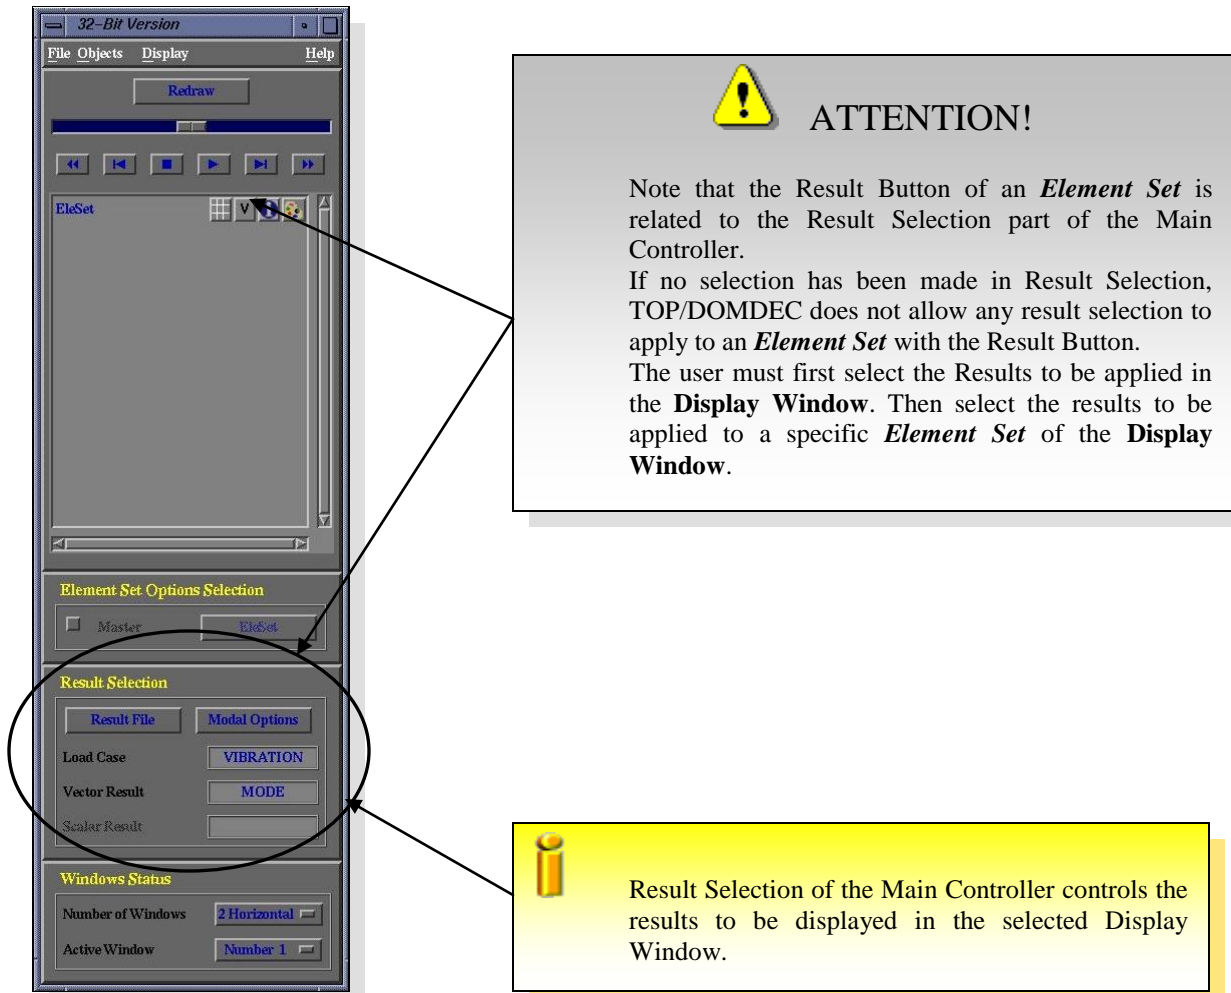 32-Bit Version
File Objects Display Help
Redraw
EleSet V
Element Set Options Selection
Master EleSet
Result Selection
Result File Modal Options
Load Case VIBRATION
Vector Result MODE
Scalar Result
Windows Status
Number of Windows 2 Horizontal
Active Window Number 1
ATTENTION!
Note that the Result Button of an Element Set is
related to the Result Selection part of the Main
Controller.
If no selection has been made in Result Selection,
TOP/DOMDEC does not allow any result selection to
apply to an Element Set with the Result Button.
The user must first select the Results to be applied in
the Display Window. Then select the results to be
applied to a specific Element Set of the Display
Window.
Result Selection of the Main Controller controls the
results to be displayed in the selected Display
Window.